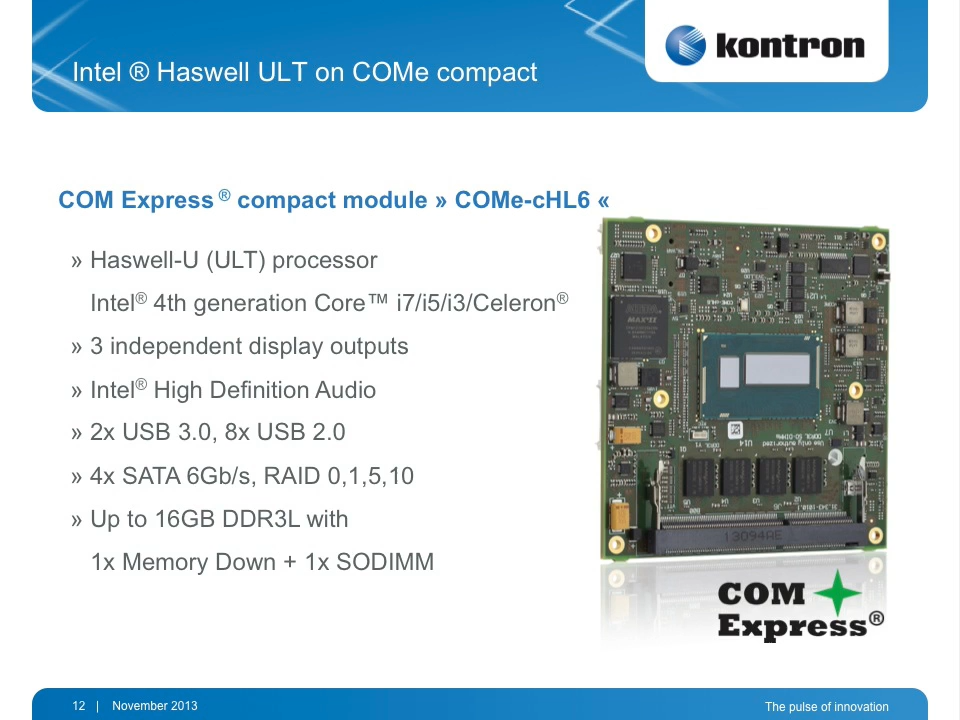 Intel ® Haswell ULT on COMe compact
kontron
COM Express ® compact module » COMe-cHL6 «
» Haswell-U (ULT) processor
Intel® 4th generation Core™ i7/i5/i3/Celeron®
» 3 independent display outputs
» Intel® High Definition Audio
» 2x USB 3.0, 8x USB 2.0
» 4x SATA 6Gb/s, RAID 0,1,5,10
» Up to 16GB DDR3L with
1x Memory Down + 1x SODIMM
13094AE
COM
Express®
12 | November 2013
The pulse of innovation